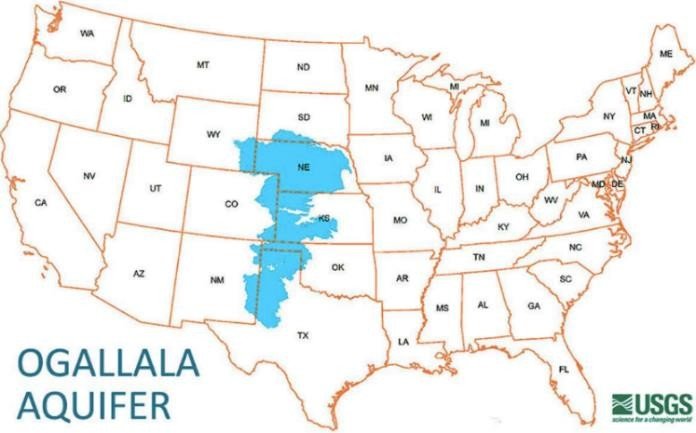 WA
MT
ND
MN
ME
OR
ID
SD
WI
MI
MI
VT
NH
NY
MA
CT
RI
WY
NE
IA
PA
NJ
NV
UT
CO
KS
IL
IN
OH
MD
DE
WV
VA
CA
MO
KY
NC
AZ
NM
OK
AR
TN
SC
MS
AL
GA
TX
LA
FL
OGALLALA
AQUIFER
USGS
science for a changing world